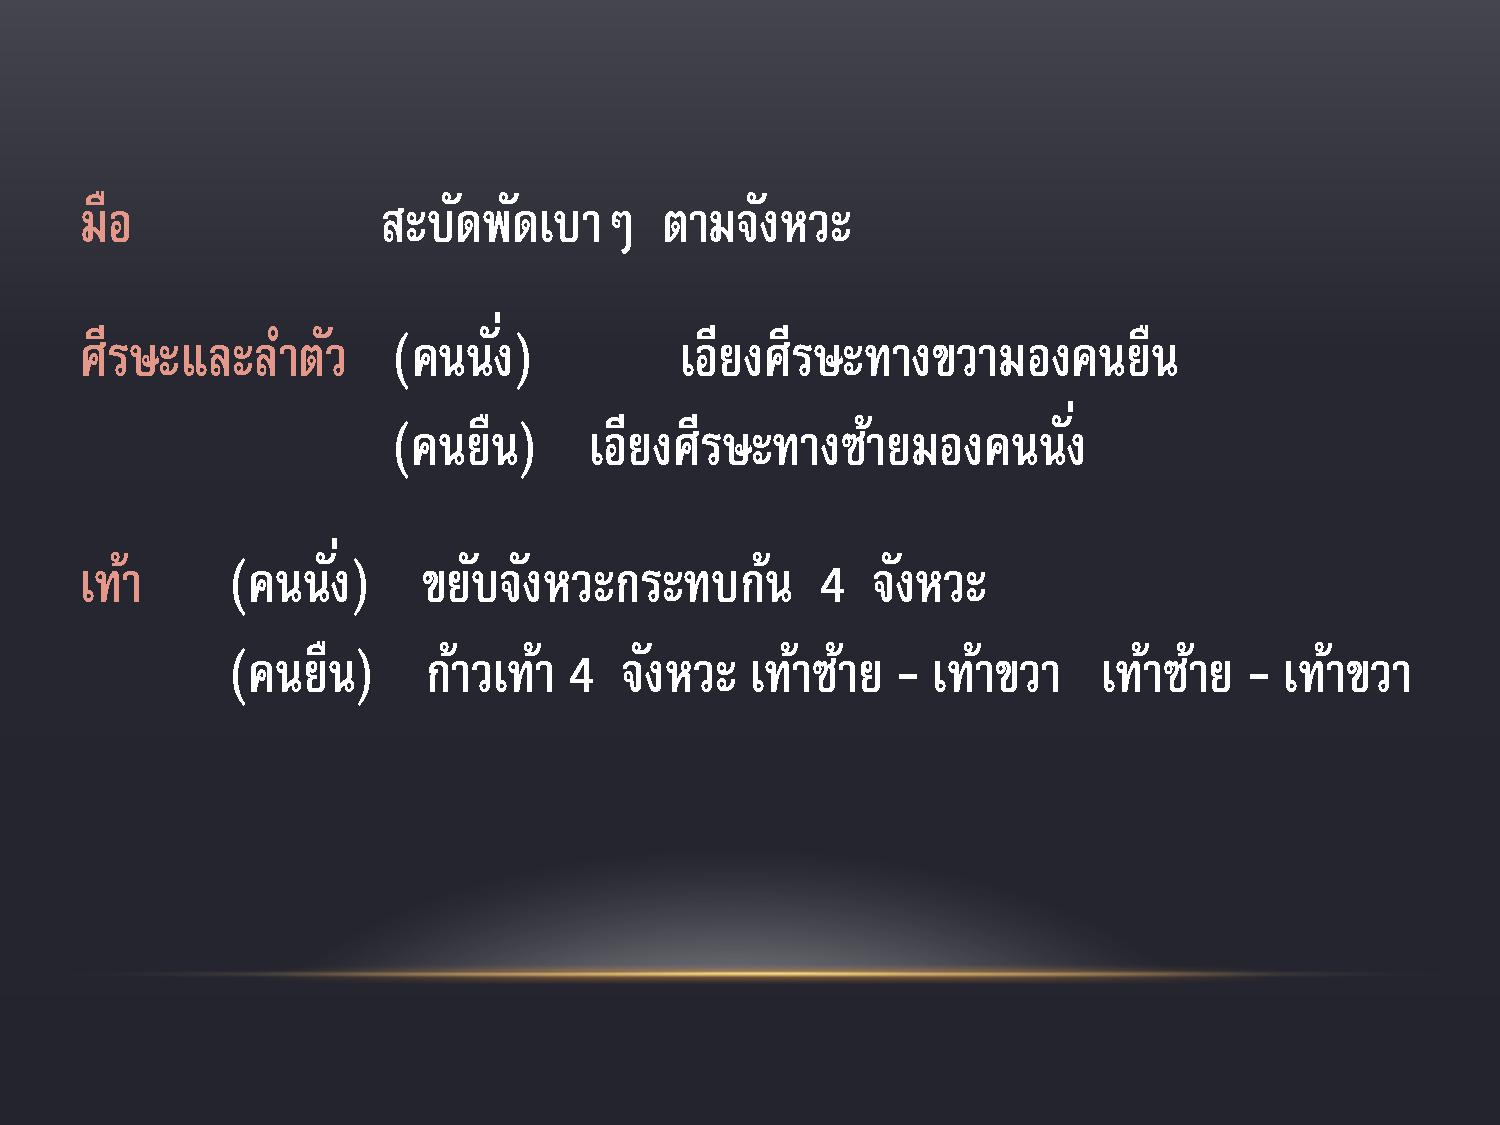 มือ สะบัดพัดเบา ๆ ตามจังหวะ
ศีรษะและลำตัว (คนนั่ง) เอียงศีรษะทางขวามองคนยืน
(คนยืน) เอียงศีรษะทางซ้ายมองคนนั่ง
เท้า (คนนั่ง) ขยับจังหวะกระทบก้น 4 จังหวะ
(คนยืน) ก้าวเท้า 4 จังหวะ เท้าซ้าย – เท้าขวา เท้าซ้าย – เท้าขวา